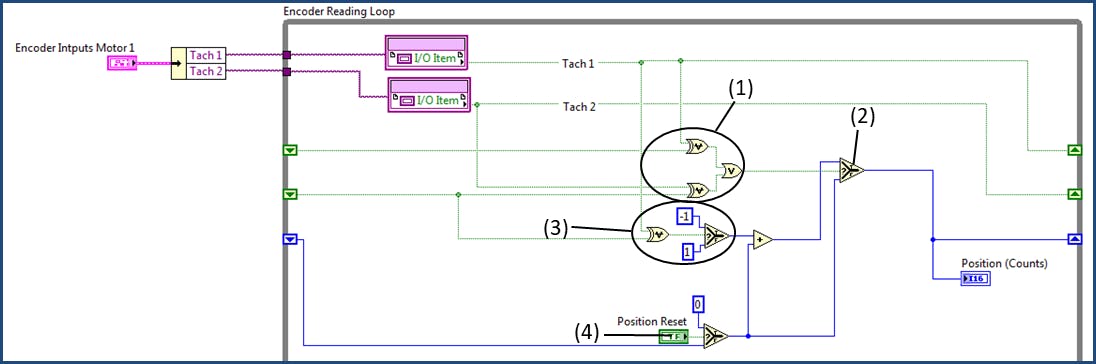 Encoder Reading Loop
Encoder Intputs Motor 1
Tach 1
Tach 2
I/O Item
I/O Item
Tach 1
Tach 2
(1)
(2)
(3)
-1
1
+
Position (Counts)
I16
0
Position Reset
(4)
TF